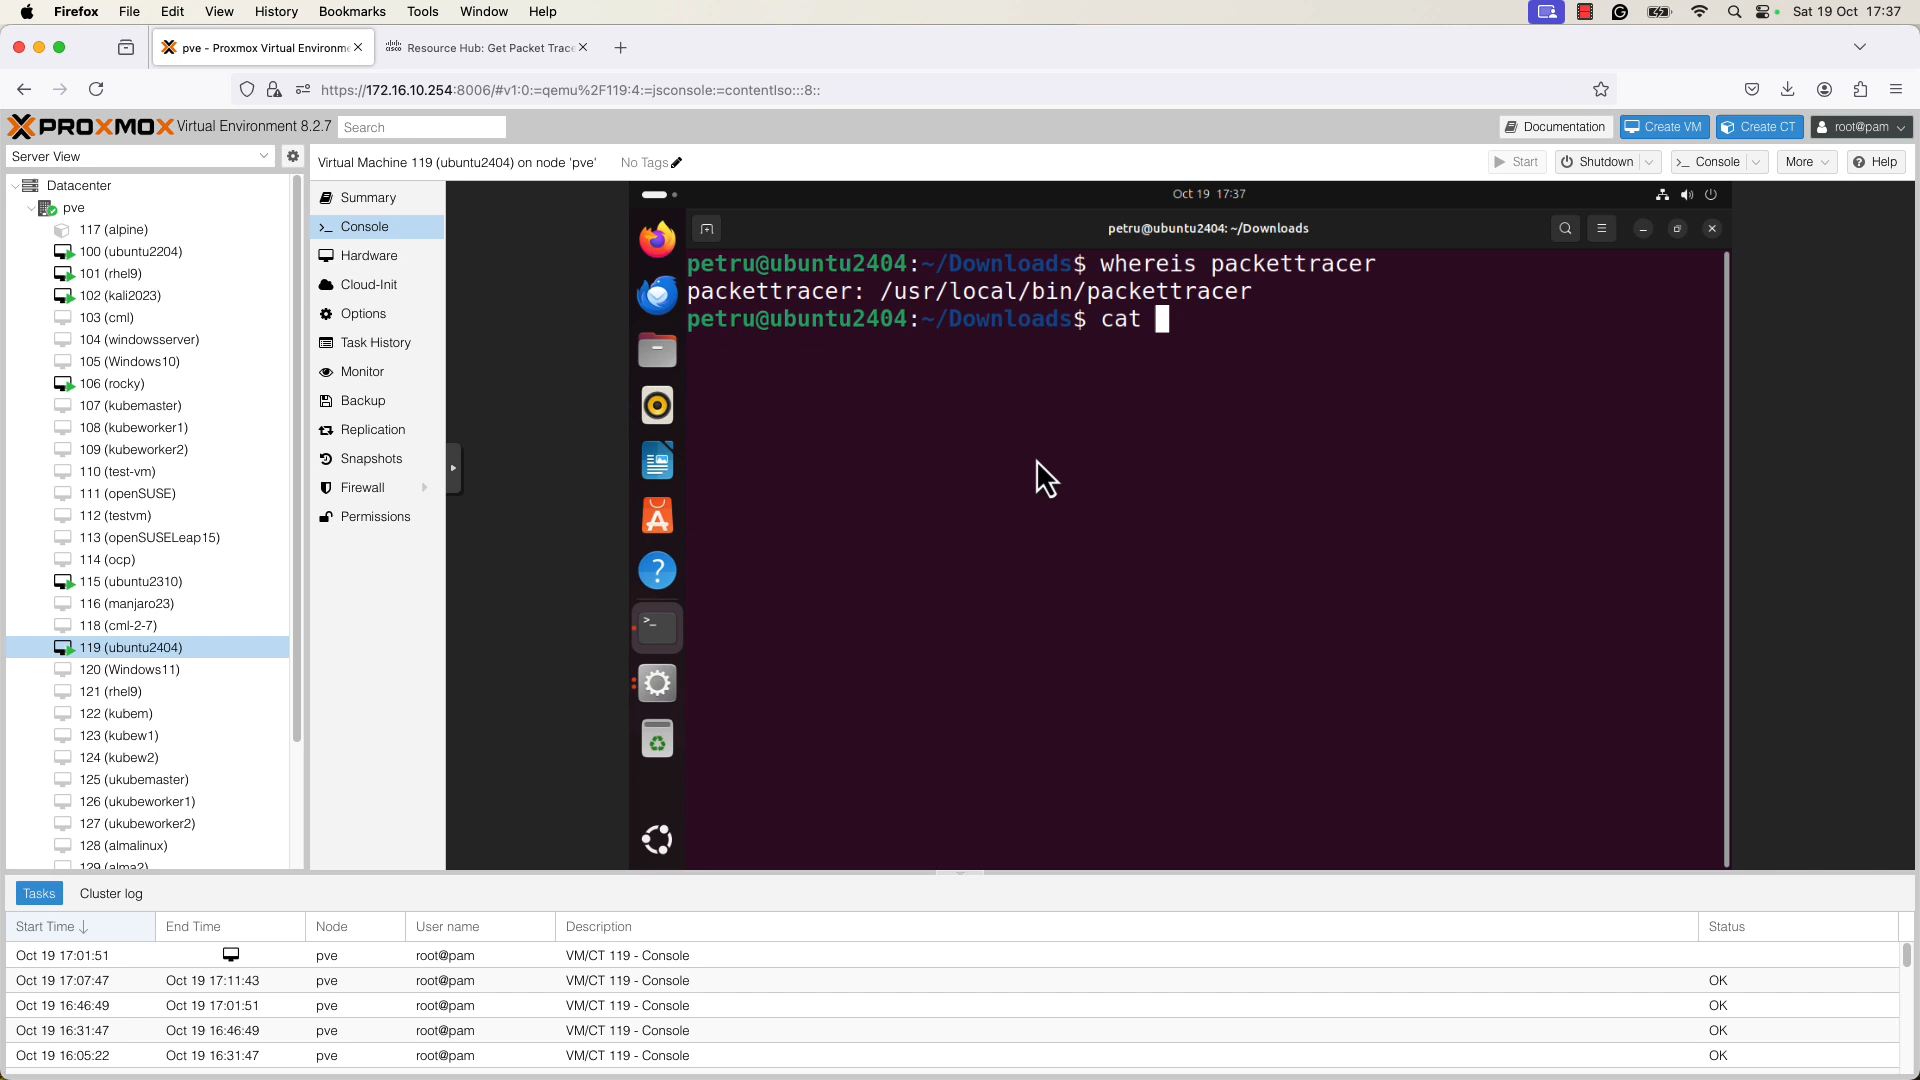 Firefox File Edit View History Bookmarks Tools Window Help Sat 19 Oct 17:37
pve - Proxmox Virtual Environm Resource Hub: Get Packet Trace
https://172.16.10.254:8006/#v1:0:=qemu%2F119:4:=jsconsole:=contentIso:::8::
PROXMOX Virtual Environment 8.2.7 Search Documentation Create VM Create CT root@pam
Server View
Virtual Machine 119 (ubuntu2404) on node 'pve' No Tags Start Shutdown Console More Help
Datacenter
pve
117 (alpine)
100 (ubuntu2204)
101 (rhel9)
102 (kali2023)
103 (cml)
104 (windowsserver)
105 (Windows10)
106 (rocky)
107 (kubemaster)
108 (kubeworker1)
109 (kubeworker2)
110 (test-vm)
111 (openSUSE)
112 (testvm)
113 (openSUSELeap15)
114 (ocp)
115 (ubuntu2310)
116 (manjaro23)
118 (cml-2-7)
119 (ubuntu2404)
120 (Windows11)
121 (rhel9)
122 (kubem)
123 (kubew1)
124 (kubew2)
125 (ukubemaster)
126 (ukubeworker1)
127 (ukubeworker2)
128 (almalinux)
129 (alma2)
Summary
Console
Hardware
Cloud-Init
Options
Task History
Monitor
Backup
Replication
Snapshots
Firewall
Permissions
Oct 19 17:37
petru@ubuntu2404: ~/Downloads
petru@ubuntu2404:~/Downloads$ whereis packettracer
packettracer: /usr/local/bin/packettracer
petru@ubuntu2404:~/Downloads$ cat
Tasks Cluster log
Start Time End Time Node User name Description Status
Oct 19 17:01:51 pve root@pam VM/CT 119 - Console
Oct 19 17:07:47 Oct 19 17:11:43 pve root@pam VM/CT 119 - Console OK
Oct 19 16:46:49 Oct 19 17:01:51 pve root@pam VM/CT 119 - Console OK
Oct 19 16:31:47 Oct 19 16:46:49 pve root@pam VM/CT 119 - Console OK
Oct 19 16:05:22 Oct 19 16:31:47 pve root@pam VM/CT 119 - Console OK